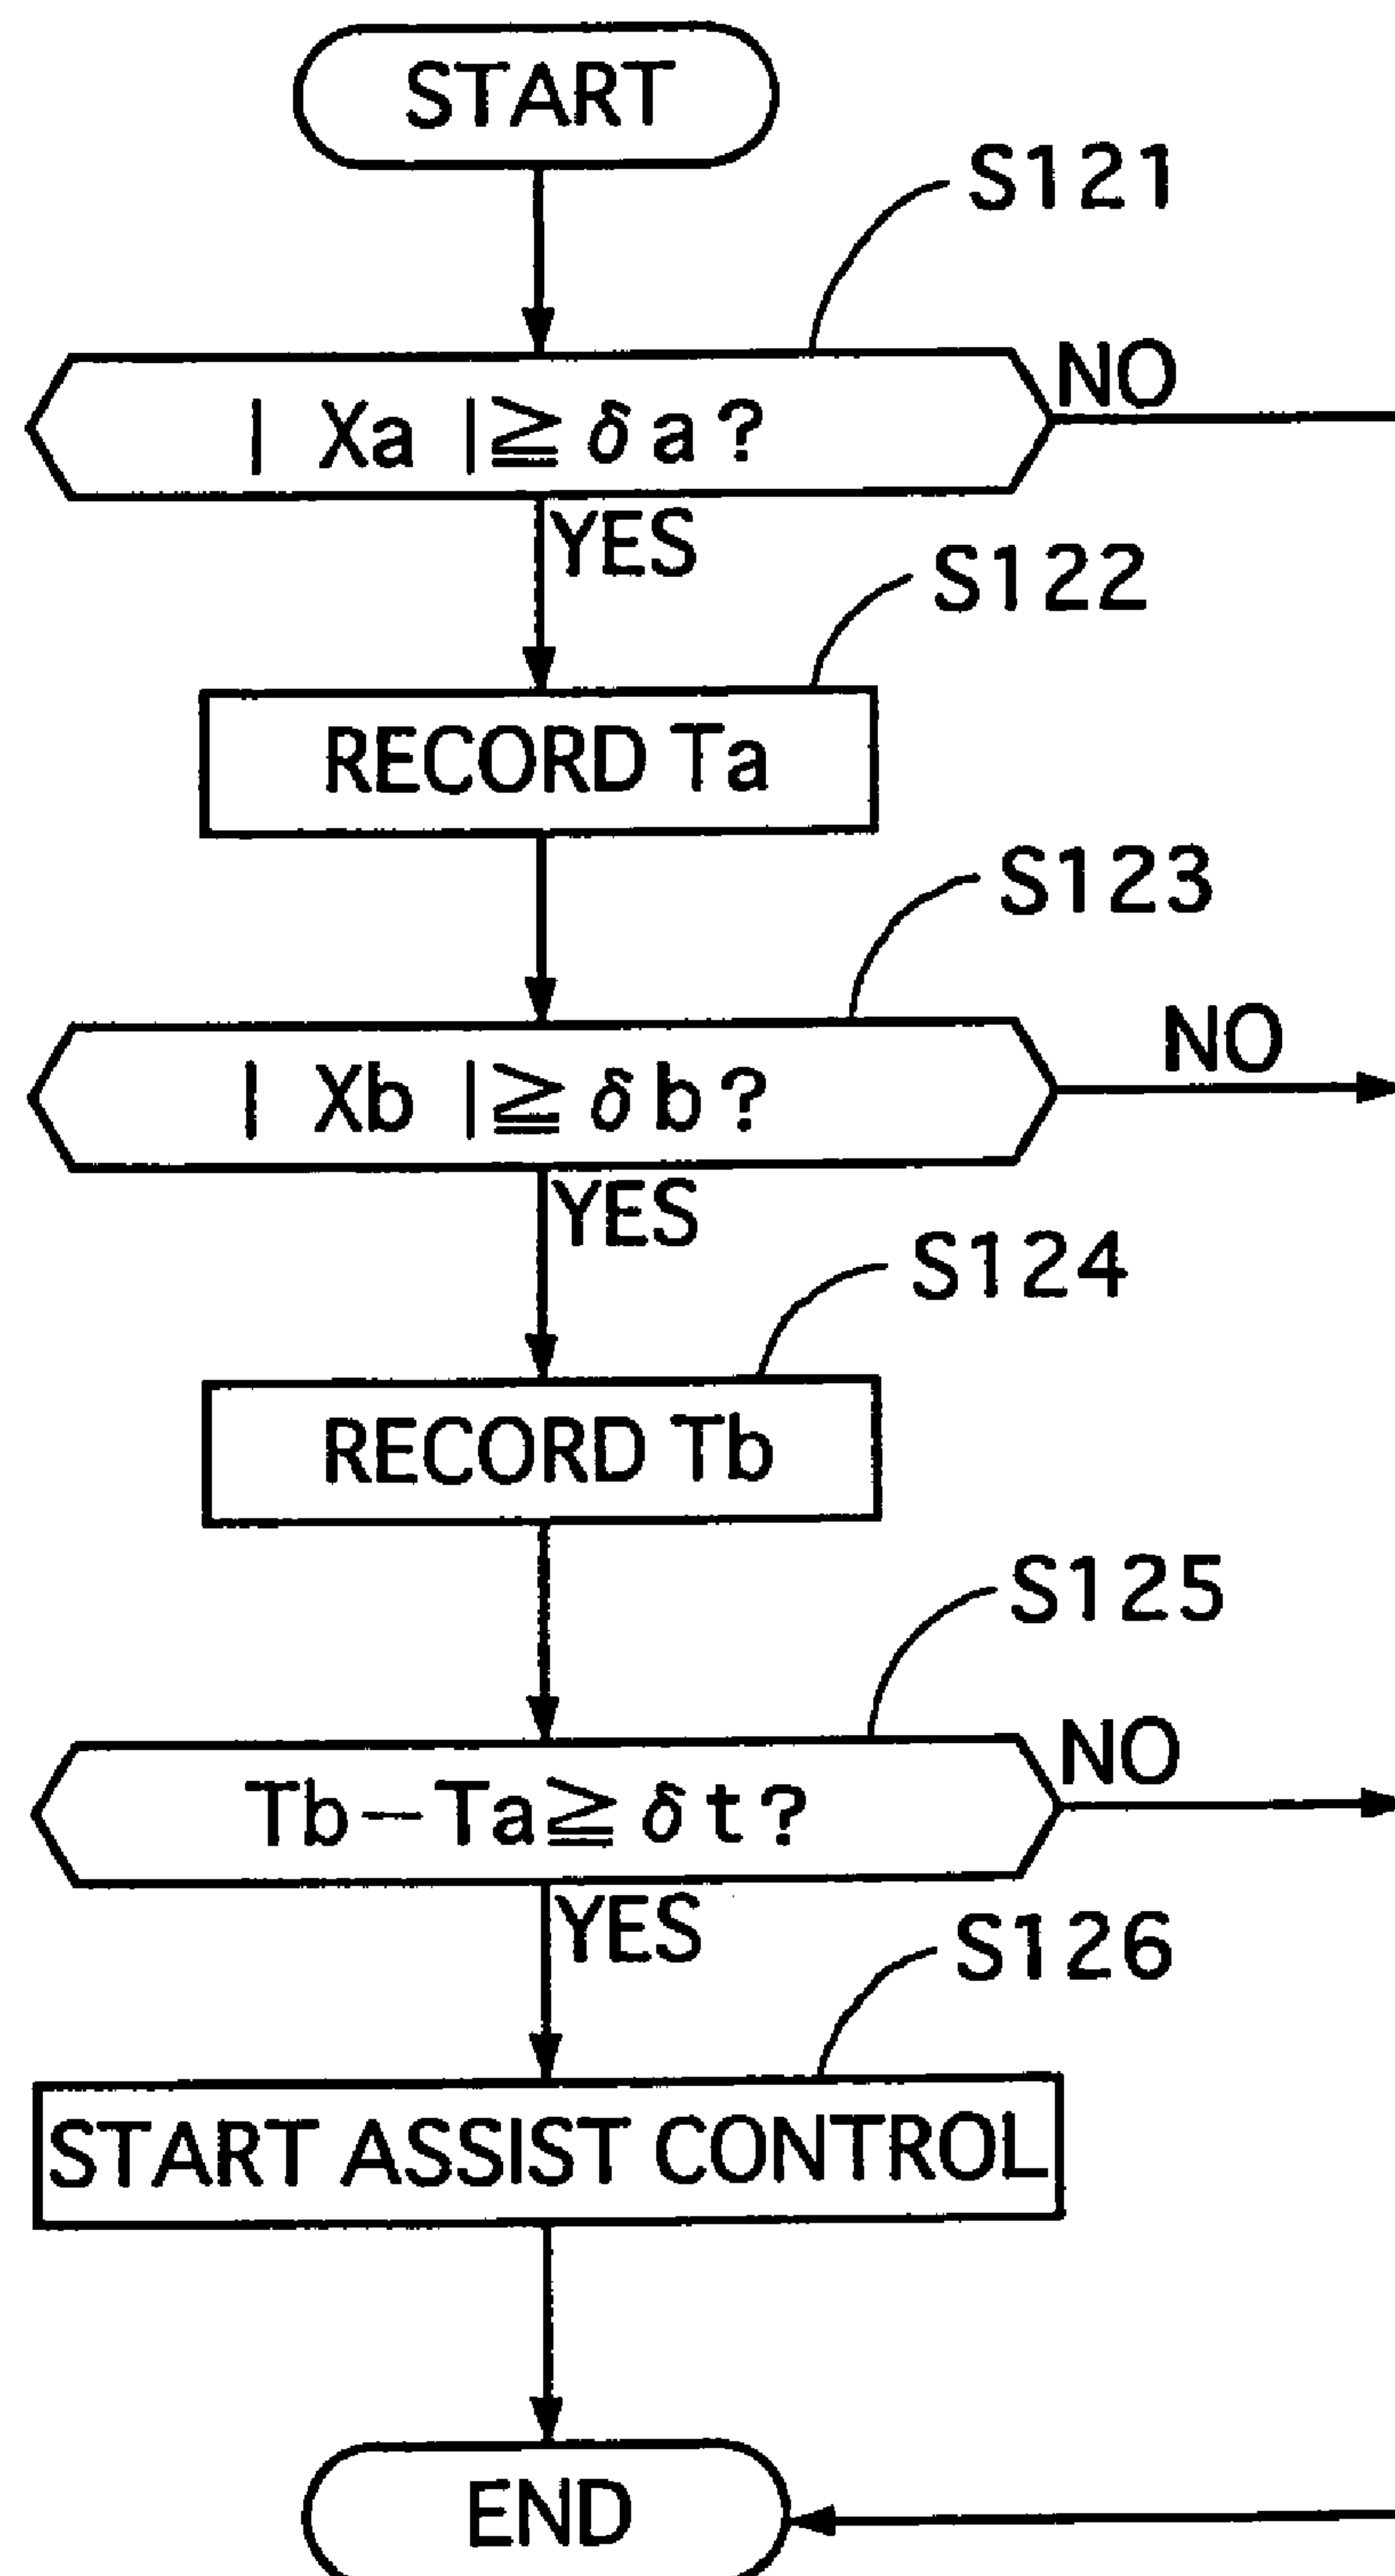 START
S121
| Xa |≧δa?
NO
YES
S122
RECORD Ta
S123
| Xb |≧δb?
NO
YES
S124
RECORD Tb
S125
Tb-Ta≧δt?
NO
YES
S126
START ASSIST CONTROL
END